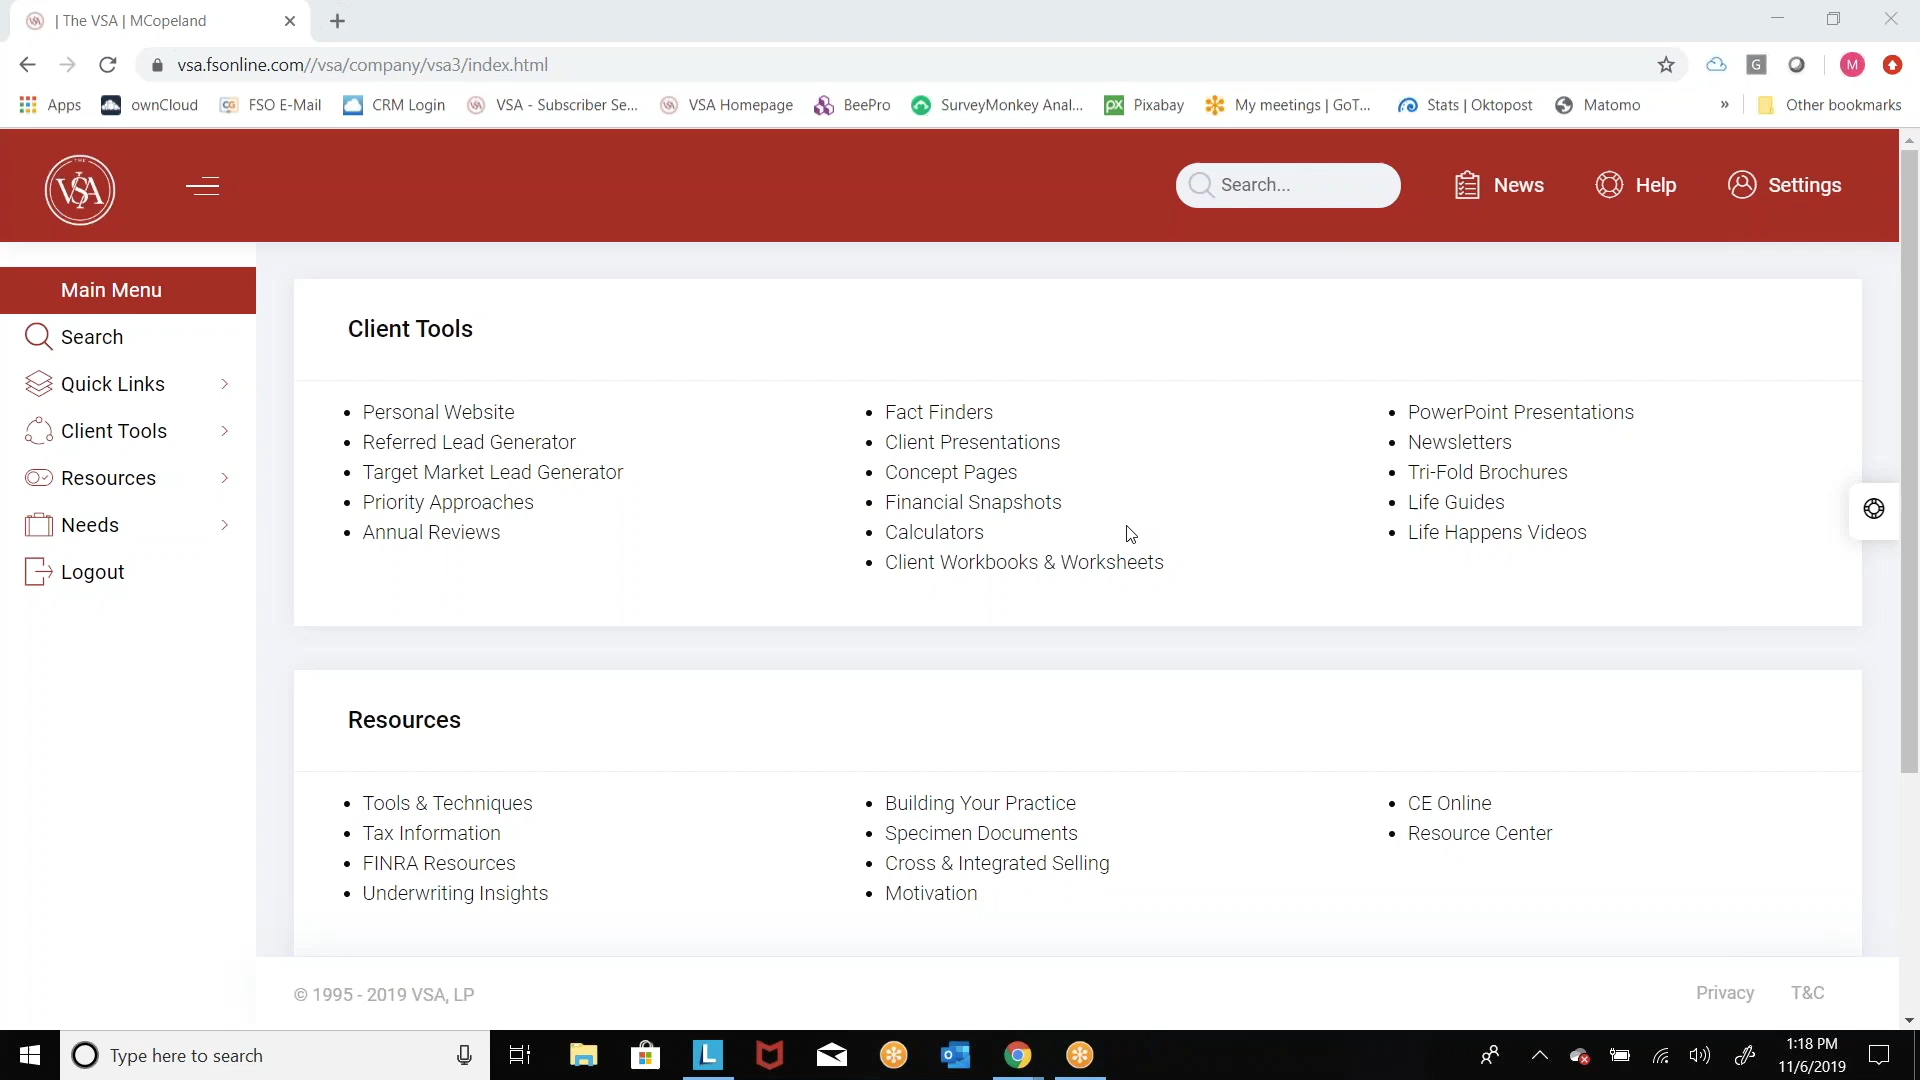 | The VSA | MCopeland
vsa.fsonline.com//vsa/company/vsa3/index.html
G
M
Apps
ownCloud
CG
FSO E-Mail
CRM Login
VSA - Subscriber Se...
VSA Homepage
BeePro
SurveyMonkey Anal...
px
Pixabay
My meetings | GoT...
Stats | Oktopost
Matomo
»
Other bookmarks
THE
VSA
Search...
News
Help
Settings
Main Menu
Search
Quick Links
Client Tools
Resources
Needs
Logout
Client Tools
• Personal Website
• Referred Lead Generator
• Target Market Lead Generator
• Priority Approaches
• Annual Reviews
• Fact Finders
• Client Presentations
• Concept Pages
• Financial Snapshots
• Calculators
• Client Workbooks & Worksheets
• PowerPoint Presentations
• Newsletters
• Tri-Fold Brochures
• Life Guides
• Life Happens Videos
Resources
• Tools & Techniques
• Tax Information
• FINRA Resources
• Underwriting Insights
• Building Your Practice
• Specimen Documents
• Cross & Integrated Selling
• Motivation
• CE Online
• Resource Center
© 1995 - 2019 VSA, LP
Privacy
T&C
Type here to search
L
1:18 PM
11/6/2019